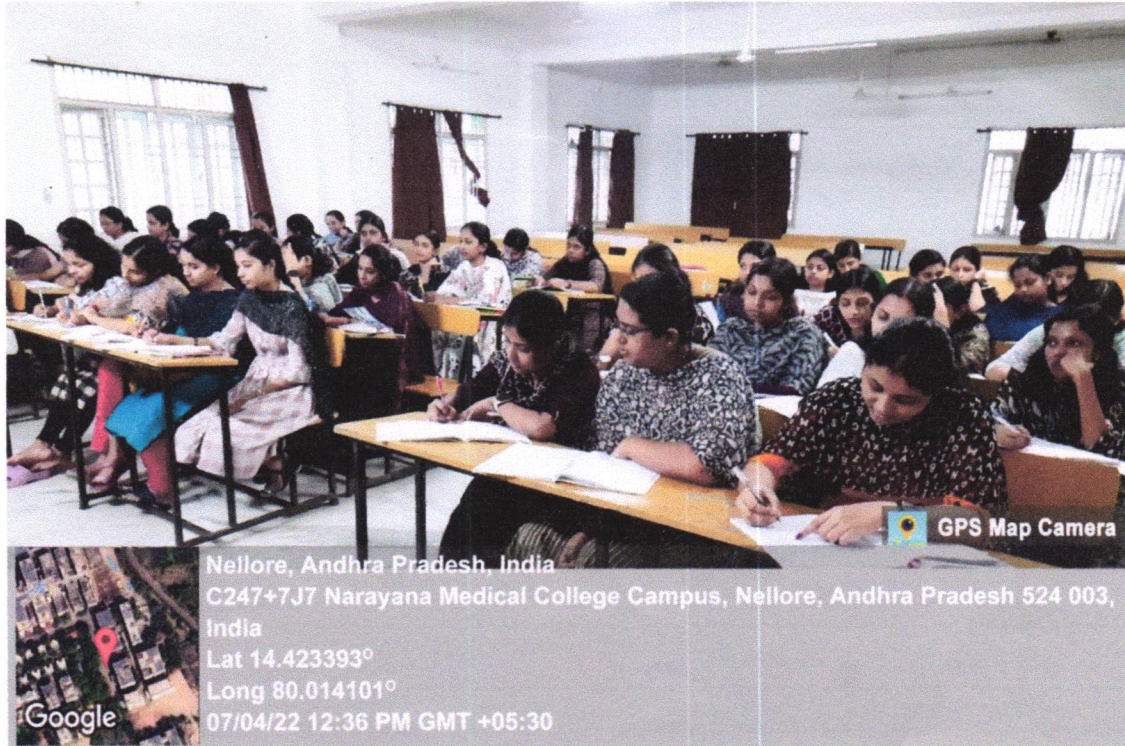 GPS Map Camera
Nellore, Andhra Pradesh, India
C247+7J7 Narayana Medical College Campus, Nellore, Andhra Pradesh 524 003,
India
Lat 14.423393°
Long 80.014101°
07/04/22 12:36 PM GMT +05:30
Google